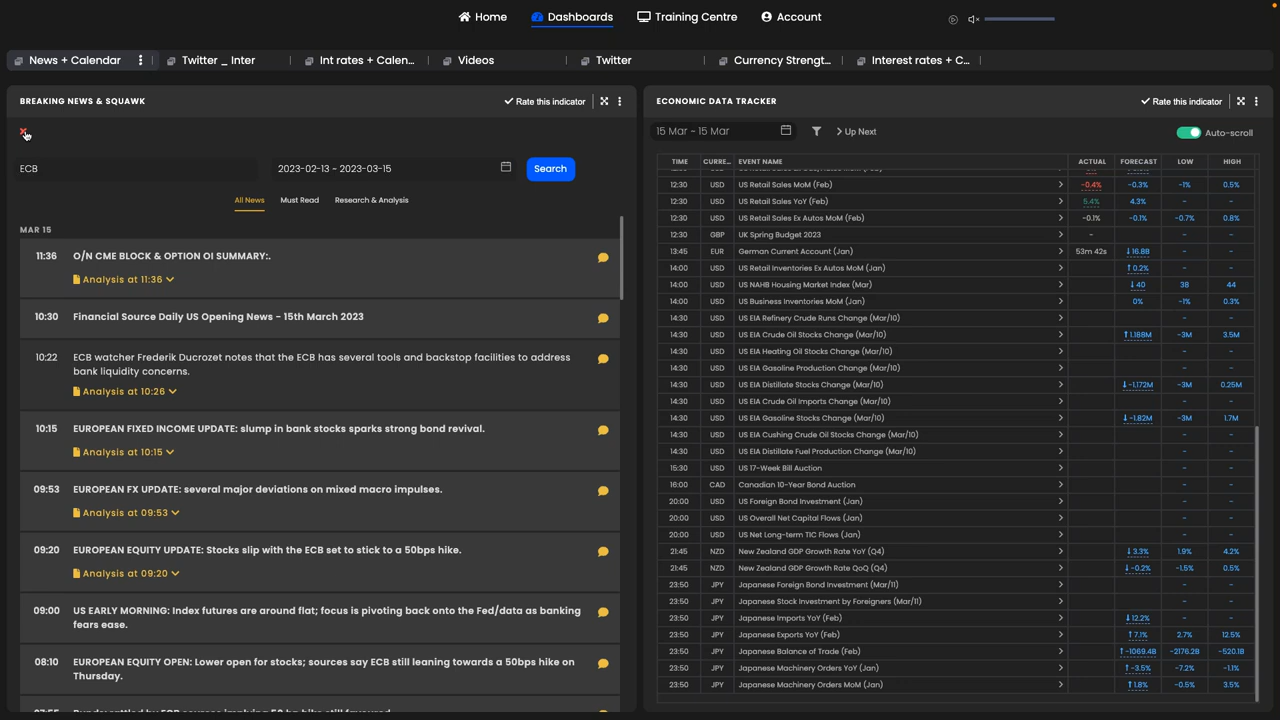 Home Dashboards Training Centre Account
News + Calendar Twitter _ Inter Int rates + Calen... Videos Twitter Currency Strengt... Interest rates + C...
BREAKING NEWS & SQUAWK Rate this indicator
ECB 2023-02-13 - 2023-03-15 Search
All News Must Read Research & Analysis
MAR 15
11:36 O/N CME BLOCK & OPTION OI SUMMARY:.
Analysis at 11:36
10:30 Financial Source Daily US Opening News - 15th March 2023
10:22 ECB watcher Frederik Ducrozet notes that the ECB has several tools and backstop facilities to address
bank liquidity concerns.
Analysis at 10:26
10:15 EUROPEAN FIXED INCOME UPDATE: slump in bank stocks sparks strong bond revival.
Analysis at 10:15
09:53 EUROPEAN FX UPDATE: several major deviations on mixed macro impulses.
Analysis at 09:53
09:20 EUROPEAN EQUITY UPDATE: Stocks slip with the ECB set to stick to a 50bps hike.
Analysis at 09:20
09:00 US EARLY MORNING: Index futures are around flat; focus is pivoting back onto the Fed/data as banking
fears ease.
08:10 EUROPEAN EQUITY OPEN: Lower open for stocks; sources say ECB still leaning towards a 50bps hike on
Thursday.
ECONOMIC DATA TRACKER Rate this indicator
15 Mar - 15 Mar Up Next Auto-scroll
TIME CURRE... EVENT NAME ACTUAL FORECAST LOW HIGH
12:30 USD US Retail Sales MoM (Feb) -0.4% -0.3% -1% 0.5%
12:30 USD US Retail Sales YoY (Feb) 5.4% 4.3% - -
12:30 USD US Retail Sales Ex Autos MoM (Feb) -0.1% -0.1% -0.7% 0.8%
12:30 GBP UK Spring Budget 2023 - - -
13:45 EUR German Current Account (Jan) 53m 42s 16.8B - -
14:00 USD US Retail Inventories Ex Autos MoM (Jan) 0.2% - -
14:00 USD US NAHB Housing Market Index (Mar) 40 38 44
14:00 USD US Business Inventories MoM (Jan) 0% -1% 0.3%
14:30 USD US EIA Refinery Crude Runs Change (Mar/10) - -
14:30 USD US EIA Crude Oil Stocks Change (Mar/10) 1.188M -3M 3.5M
14:30 USD US EIA Heating Oil Stocks Change (Mar/10) - -
14:30 USD US EIA Gasoline Production Change (Mar/10) - -
14:30 USD US EIA Distillate Stocks Change (Mar/10) -1.172M -3M 0.25M
14:30 USD US EIA Crude Oil Imports Change (Mar/10) - -
14:30 USD US EIA Gasoline Stocks Change (Mar/10) -1.82M -3M 1.7M
14:30 USD US EIA Cushing Crude Oil Stocks Change (Mar/10) - -
14:30 USD US EIA Distillate Fuel Production Change (Mar/10) - -
15:30 USD US 17-Week Bill Auction - -
16:00 CAD Canadian 10-Year Bond Auction - -
20:00 USD US Foreign Bond Investment (Jan) - -
20:00 USD US Overall Net Capital Flows (Jan) - -
20:00 USD US Net Long-term TIC Flows (Jan) - -
21:45 NZD New Zealand GDP Growth Rate YoY (Q4) 3.3% 1.9% 4.2%
21:45 NZD New Zealand GDP Growth Rate QoQ (Q4) -0.2% -1.5% 0.5%
23:50 JPY Japanese Foreign Bond Investment (Mar/11) - -
23:50 JPY Japanese Stock Investment by Foreigners (Mar/11) - -
23:50 JPY Japanese Imports YoY (Feb) 12.2% - -
23:50 JPY Japanese Exports YoY (Feb) 7.1% 2.7% 12.5%
23:50 JPY Japanese Balance of Trade (Feb) -1069.4B -2176.2B -520.1B
23:50 JPY Japanese Machinery Orders YoY (Jan) -3.5% -7.2% -1.1%
23:50 JPY Japanese Machinery Orders MoM (Jan) 1.8% -0.5% 3.5%